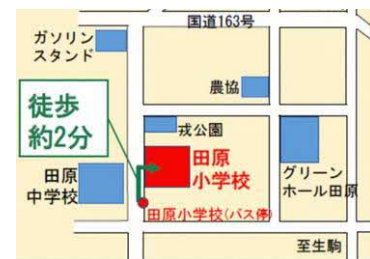 国道163号
ガソリン
スタンド
農協
徒歩
約2分
戎公園
田原
小学校
田原
中学校
グリーン
ホール田原
田原小学校(バス停)
至生駒